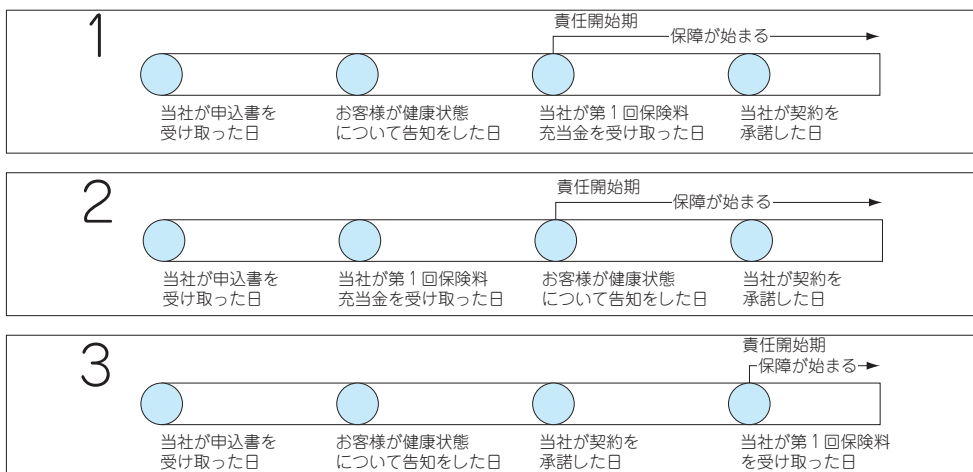 1
責任開始期
保障が始まる
当社が申込書を
受け取った日
お客様が健康状態
について告知をした日
当社が第1回保険料
充当金を受け取った日
当社が契約を
承諾した日
2
責任開始期
保障が始まる
当社が申込書を
受け取った日
当社が第1回保険料
充当金を受け取った日
お客様が健康状態
について告知をした日
当社が契約を
承諾した日
3
責任開始期
保障が始まる
当社が申込書を
受け取った日
お客様が健康状態
について告知をした日
当社が契約を
承諾した日
当社が第1回保険料
を受け取った日